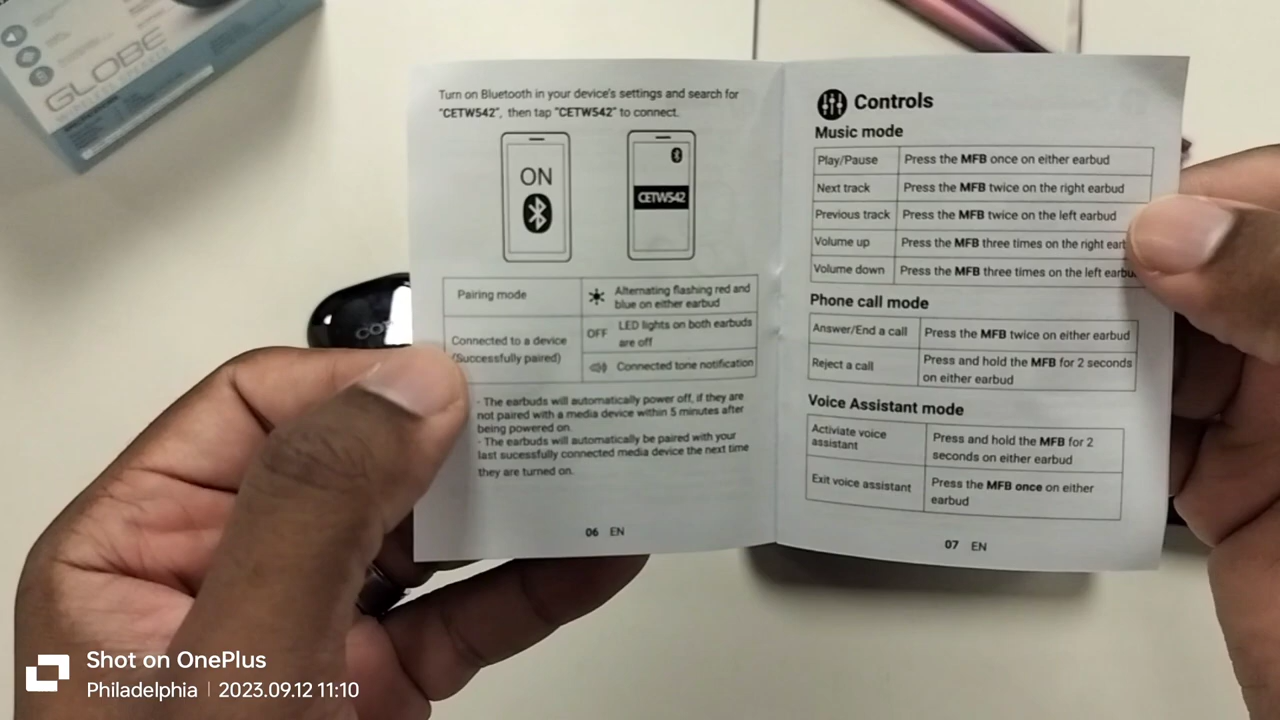 GLOBE
WIRELESS SPEAKER
Turn on Bluetooth in your device's settings and search for
"CETW542", then tap "CETW542" to connect.
ON
CETW542
Pairing mode
Alternating flashing red and
blue on either earbud
Connected to a device
(Successfully paired)
OFF
LED lights on both earbuds
are off
Connected tone notification
- The earbuds will automatically power off, if they are
not paired with a media device within 5 minutes after
being powered on.
- The earbuds will automatically be paired with your
last sucessfully connected media device the next time
they are turned on.
06 EN
Controls
Music mode
Play/Pause
Press the MFB once on either earbud
Next track
Press the MFB twice on the right earbud
Previous track
Press the MFB twice on the left earbud
Volume up
Press the MFB three times on the right
Volume down
Press the MFB three times on the left
Phone call mode
Answer/End a call
Press the MFB twice on either earbud
Reject a call
Press and hold the MFB for 2 seconds
on either earbud
Voice Assistant mode
Activiate voice
assistant
Press and hold the MFB for 2
seconds on either earbud
Exit voice assistant
Press the MFB once on either
earbud
07 EN
Shot on OnePlus
Philadelphia | 2023.09.12 11:10